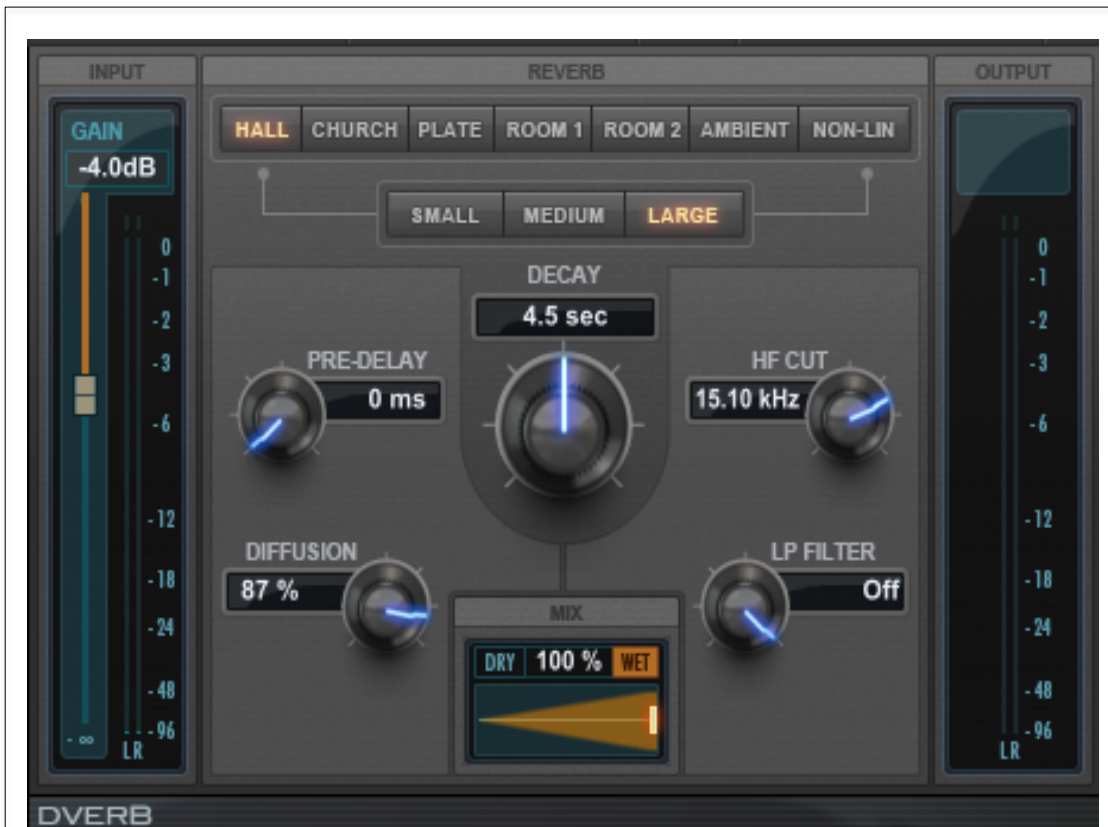 INPUT
REVERB
OUTPUT
GAIN
-4.0dB
HALL CHURCH PLATE ROOM 1 ROOM 2 AMBIENT NON-LIN
SMALL MEDIUM LARGE
0
-1
-2
-3
-6
-12
-18
-24
-48
-96
- ∞
LR
DECAY
4.5 sec
PRE-DELAY
0 ms
HF CUT
15.10 kHz
DIFFUSION
87 %
LP FILTER
Off
MIX
DRY 100 % WET
0
-1
-2
-3
-6
-12
-18
-24
-48
-96
LR
DVERB